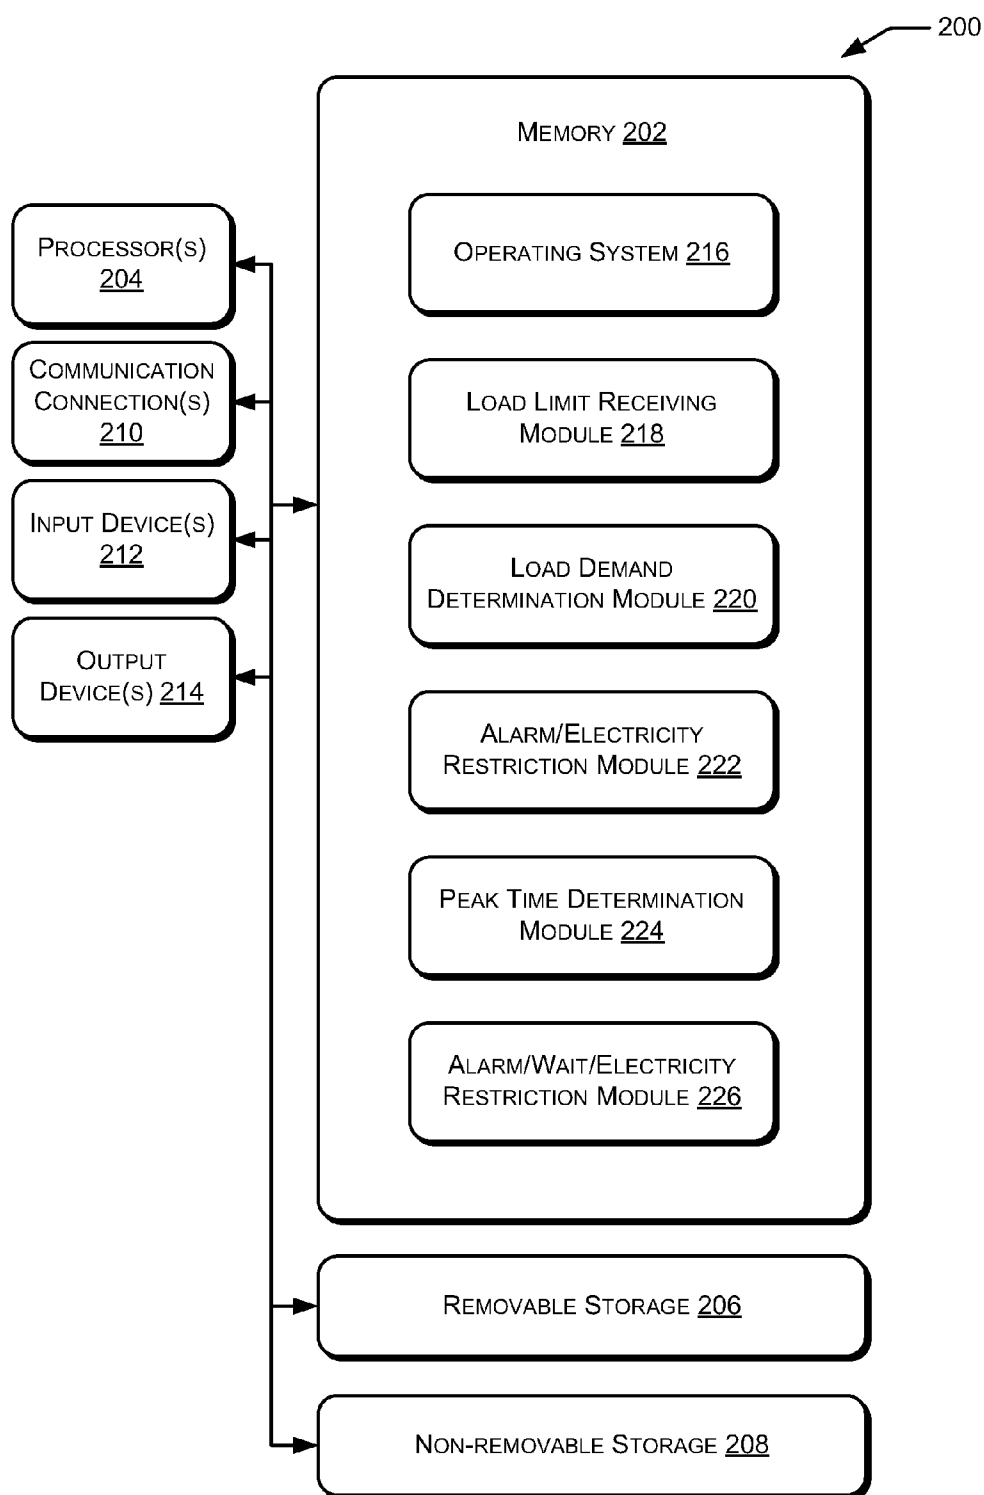 200
MEMORY 202
OPERATING SYSTEM 216
LOAD LIMIT RECEIVING
MODULE 218
LOAD DEMAND
DETERMINATION MODULE 220
ALARM/ELECTRICITY
RESTRICTION MODULE 222
PEAK TIME DETERMINATION
MODULE 224
ALARM/WAIT/ELECTRICITY
RESTRICTION MODULE 226
PROCESSOR(S)
204
COMMUNICATION
CONNECTION(S)
210
INPUT DEVICE(S)
212
OUTPUT
DEVICE(S) 214
REMOVABLE STORAGE 206
NON-REMOVABLE STORAGE 208